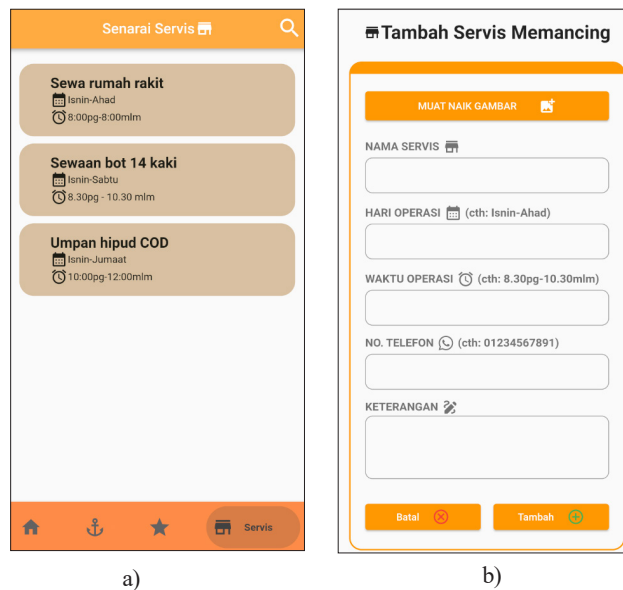 Senarai Servis
Sewa rumah rakit
Isnin-Ahad
8:00pg-8:00mlm
Sewaan bot 14 kaki
Isnin-Sabtu
8.30pg - 10.30 mlm
Umpan hipud COD
Isnin-Jumaat
10:00pg-12:00mlm
Servis
a)
Tambah Servis Memancing
MUAT NAIK GAMBAR
NAMA SERVIS
HARI OPERASI (cth: Isnin-Ahad)
WAKTU OPERASI (cth: 8.30pg-10.30mlm)
NO. TELEFON (cth: 01234567891)
KETERANGAN
Batal
Tambah
b)